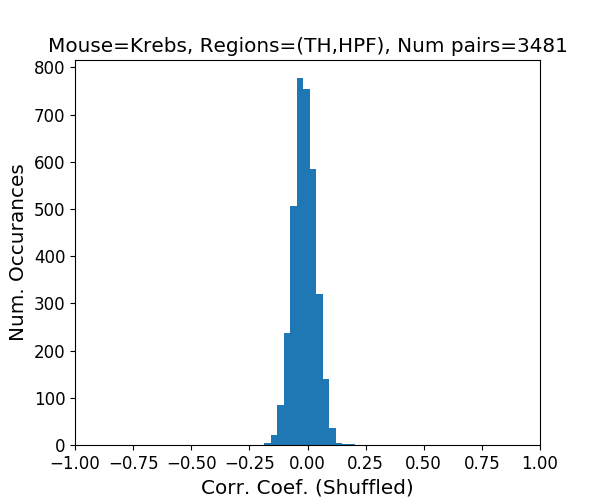 Mouse=Krebs, Regions=(TH,HPF), Num pairs=3481
800
700
600
500
400
300
200
100
0
Num. Occurances
−1.00 −0.75 −0.50 −0.25 0.00 0.25 0.50 0.75 1.00
Corr. Coef. (Shuffled)